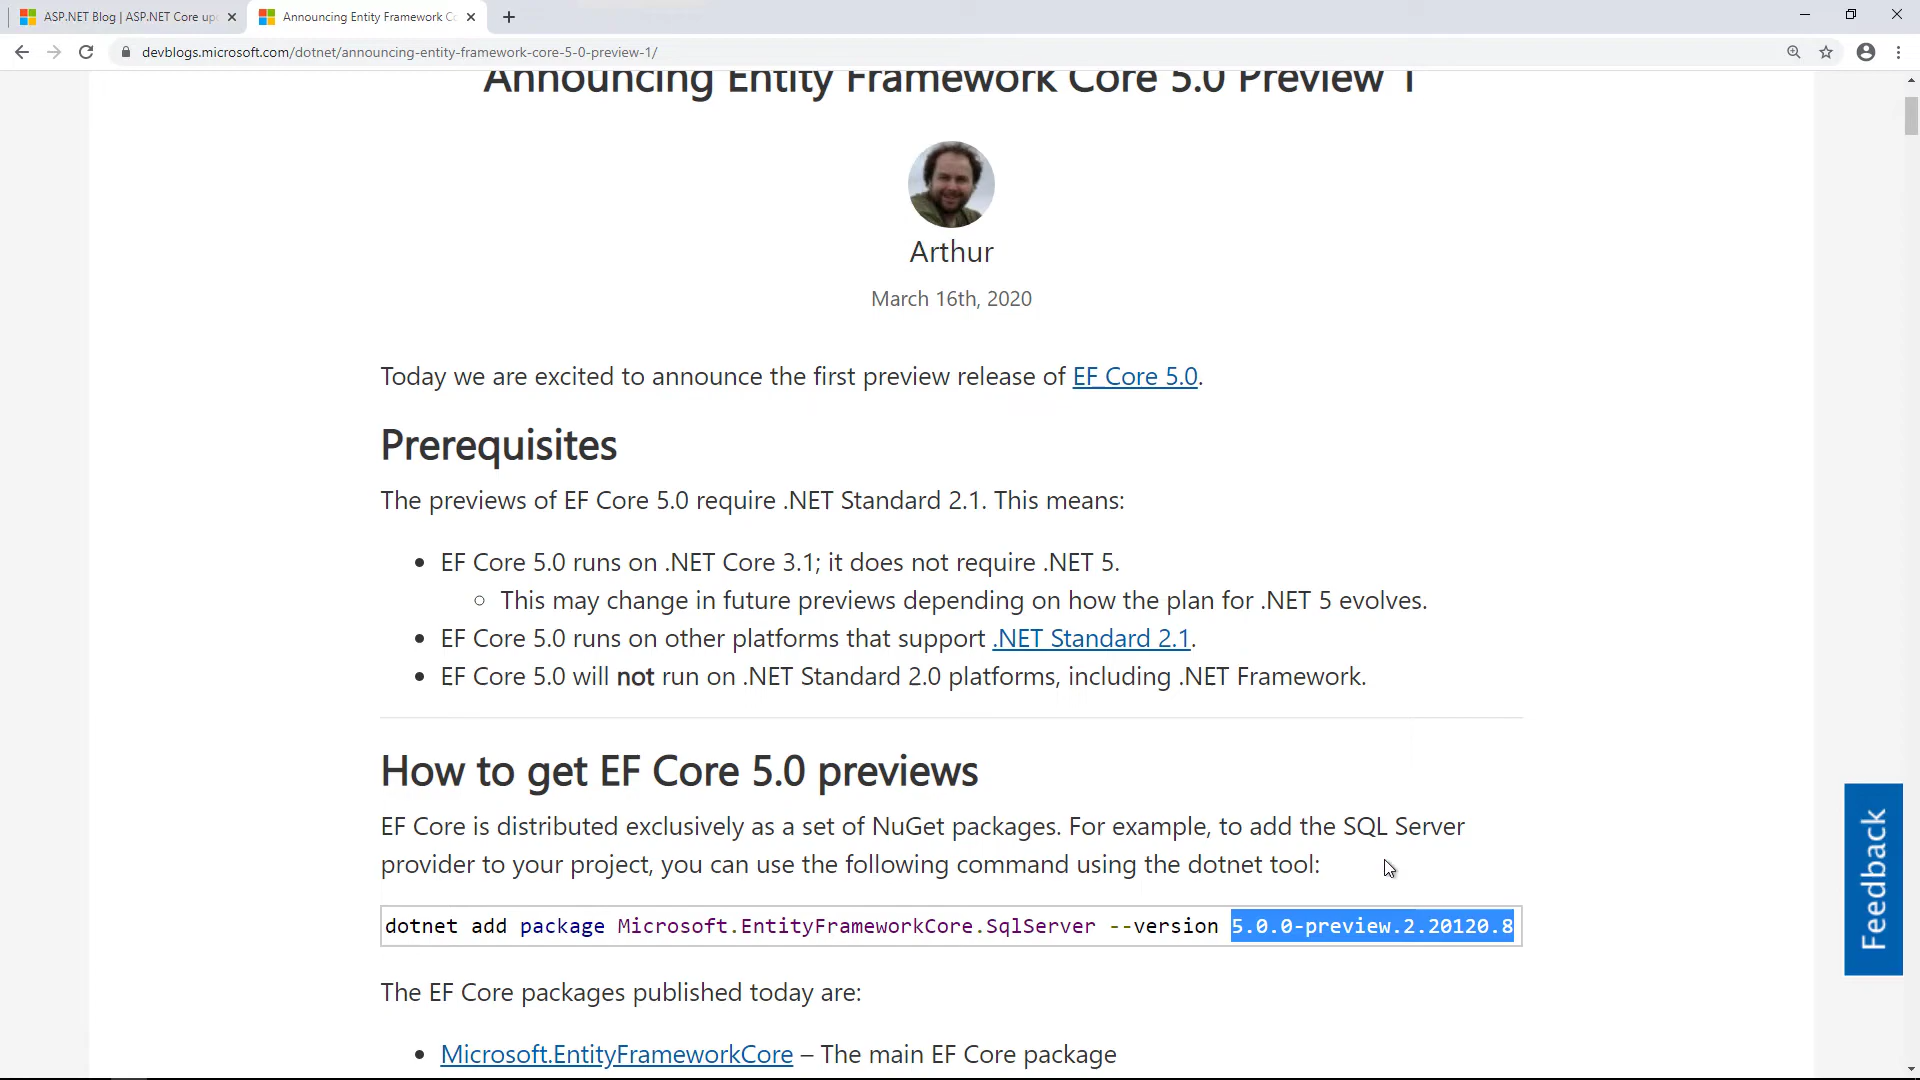 ASP.NET Blog | ASP.NET Core up
Announcing Entity Framework Co
devblogs.microsoft.com/dotnet/announcing-entity-framework-core-5-0-preview-1/
Announcing Entity Framework Core 5.0 Preview 1
Arthur
March 16th, 2020
Today we are excited to announce the first preview release of EF Core 5.0.
Prerequisites
The previews of EF Core 5.0 require .NET Standard 2.1. This means:
• EF Core 5.0 runs on .NET Core 3.1; it does not require .NET 5.
○ This may change in future previews depending on how the plan for .NET 5 evolves.
• EF Core 5.0 runs on other platforms that support .NET Standard 2.1.
• EF Core 5.0 will not run on .NET Standard 2.0 platforms, including .NET Framework.
How to get EF Core 5.0 previews
EF Core is distributed exclusively as a set of NuGet packages. For example, to add the SQL Server
provider to your project, you can use the following command using the dotnet tool:
dotnet add package Microsoft.EntityFrameworkCore.SqlServer --version 5.0.0-preview.2.20120.8
The EF Core packages published today are:
• Microsoft.EntityFrameworkCore – The main EF Core package
Feedback